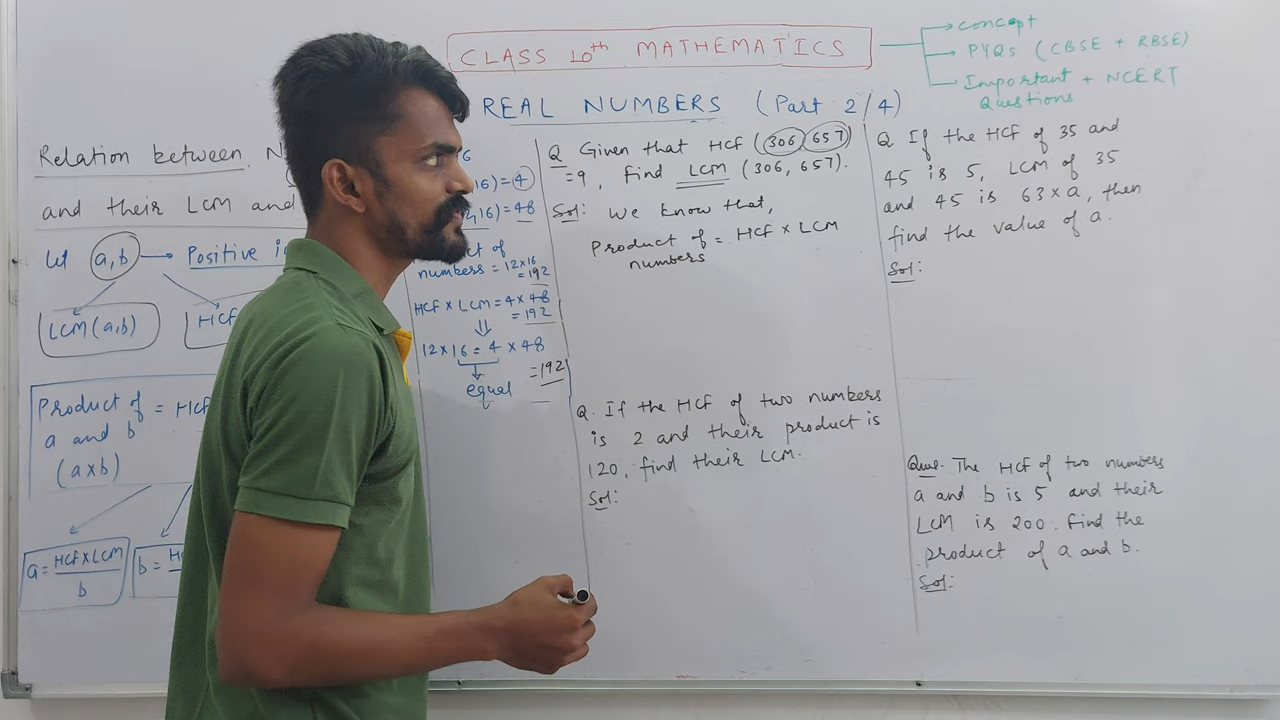 CLASS 10th MATHEMATICS
concept
PYQs (CBSE + RBSE)
Important + NCERT
Questions
REAL NUMBERS (Part 2/4)
Relation between N
and their LCM and
Let a,b → Positive i
LCM(a,b)
HCF
Product of = HCF
a and b
(a×b)
a = HCF×LCM
b
b = H
6
16)=4
,16) = 48
ct of
numbers = 12×16
= 192
HCF × LCM = 4 × 48
= 192
⇓
12×16 = 4 × 48
= 192
equal
Q Given that HCF (306, 657)
=9, find LCM (306, 657).
Sol: We know that,
Product of = HCF × LCM
numbers
Q. If the HCF of two numbers
is 2 and their product is
120, find their LCM.
Sol:
Q If the HCF of 35 and
45 is 5, LCM of 35
and 45 is 63×a, then
find the value of a.
Sol:
Que. The HCF of two numbers
a and b is 5 and their
LCM is 200. Find the
product of a and b.
Sol: